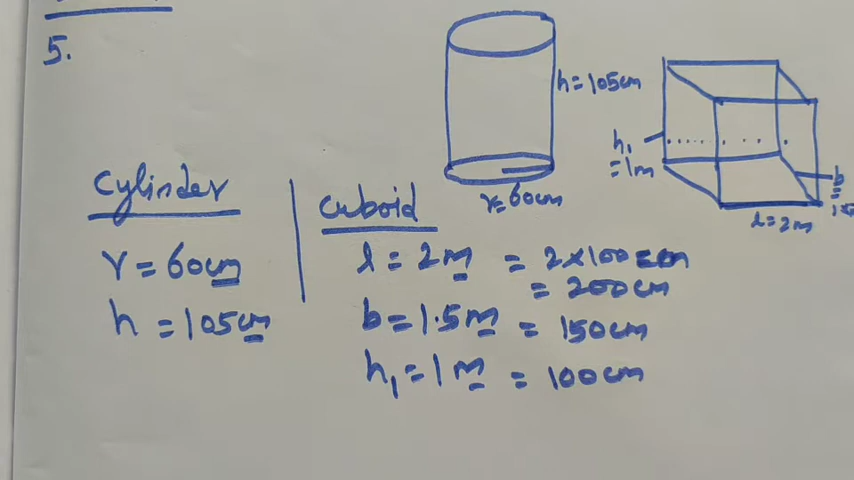 5.
h = 105cm
r = 60cm
h₁ = 1m
b =
l = 2m
Cylinder
r = 60cm
h = 105cm
Cuboid
l = 2m = 2×100cm
= 200cm
b = 1.5m = 150cm
h₁ = 1m = 100cm